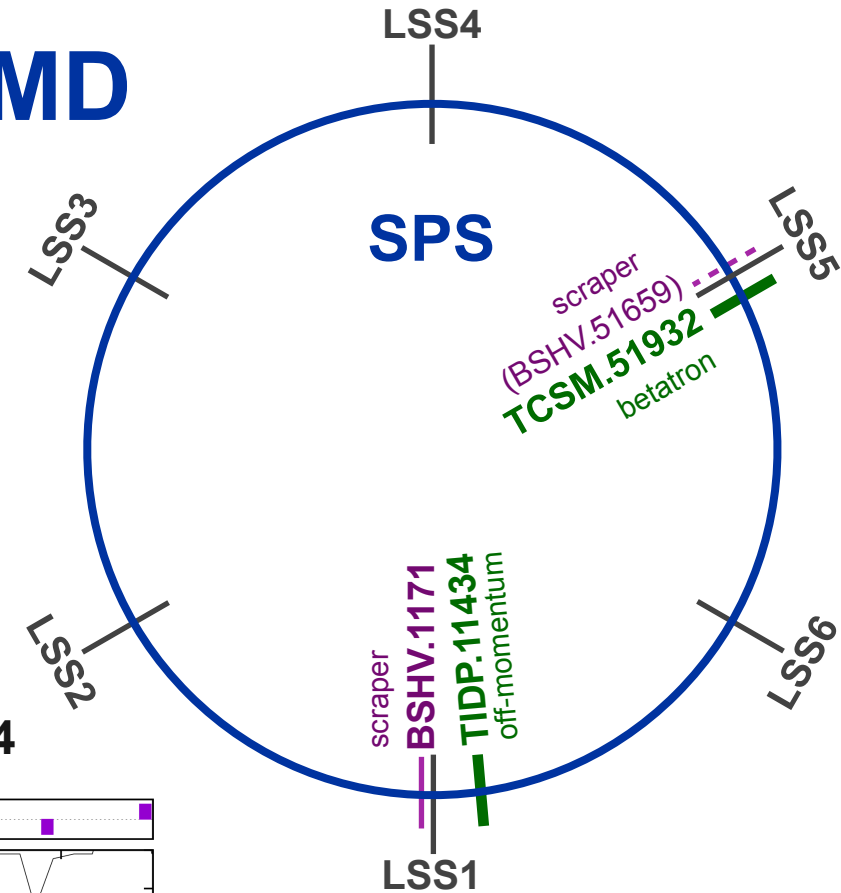 LSS4
MD
SPS
LSS3
LSS5
scraper
(BSHV.51659)
TCSM.51932
betatron
LSS2
LSS6
scraper
BSHV.1171
TIDP.11434
off-momentum
4
LSS1